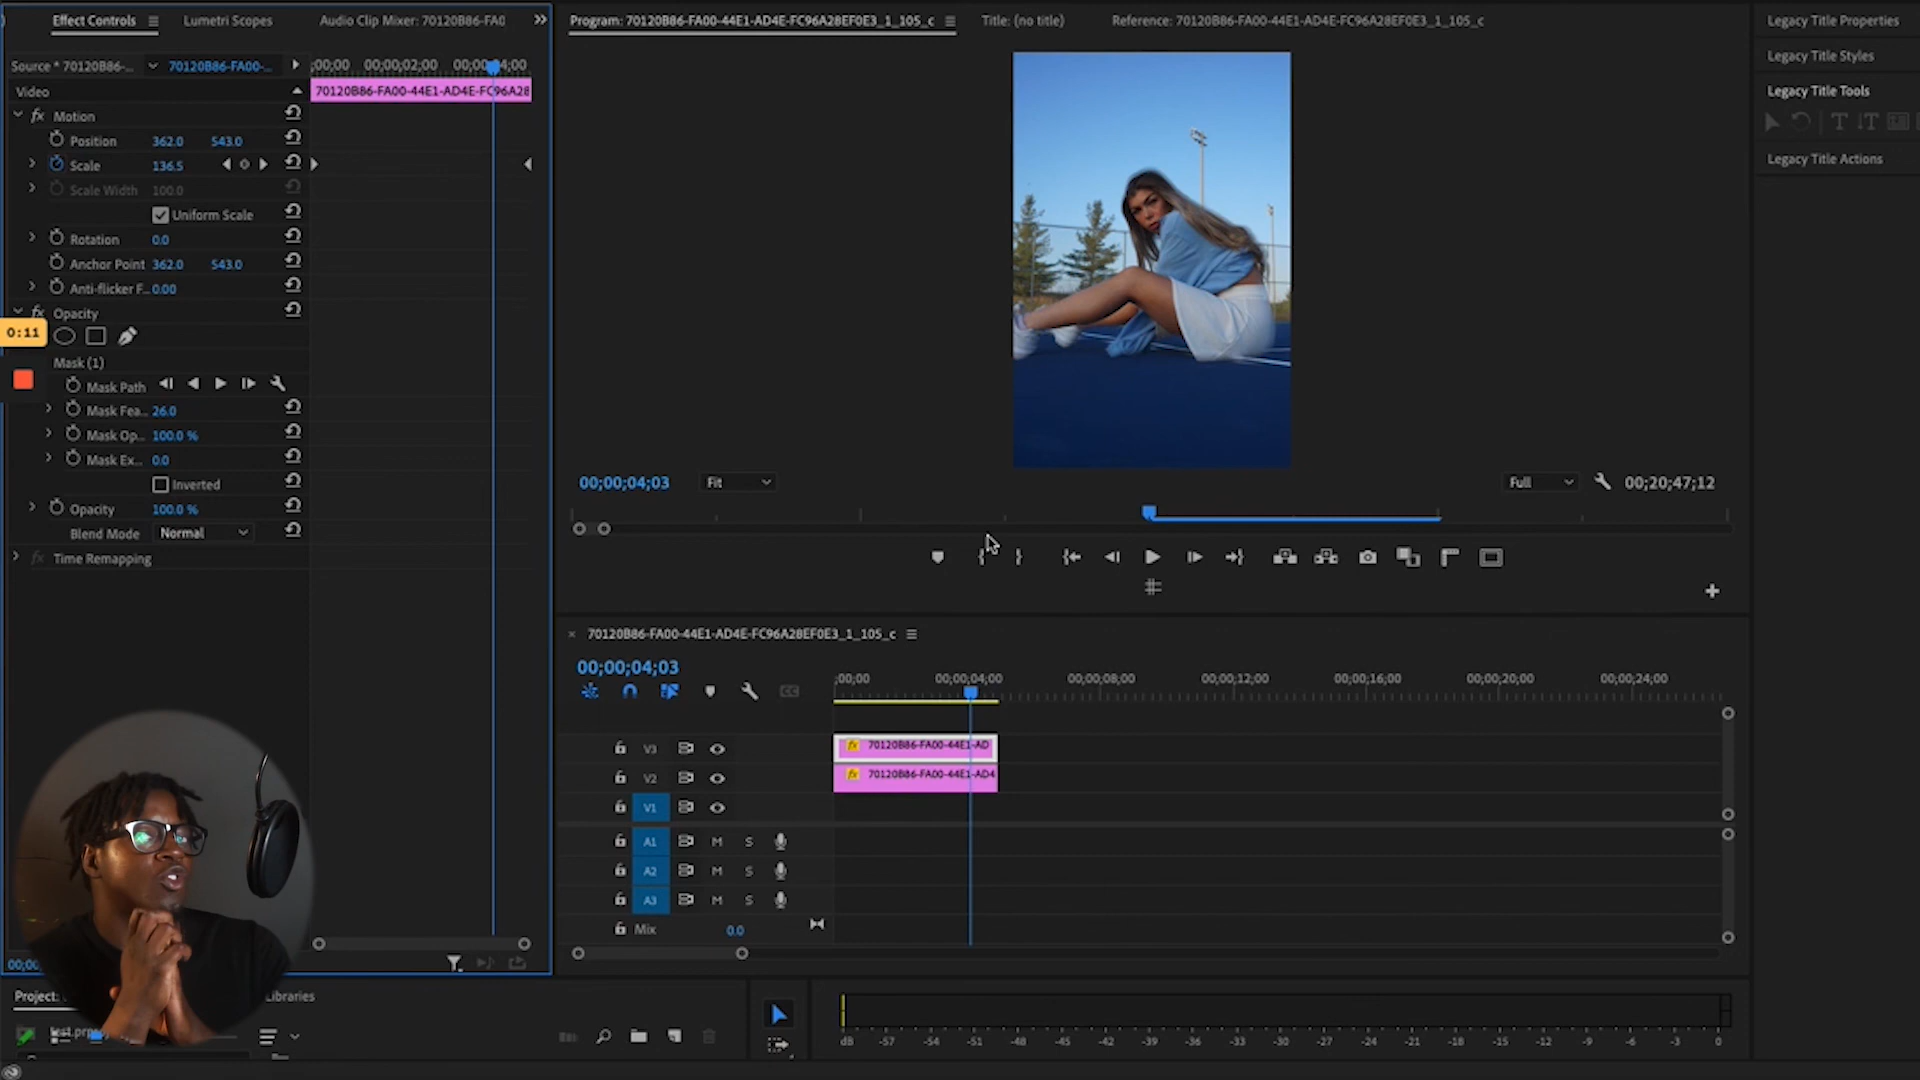 Effect Controls
Lumetri Scopes
Audio Clip Mixer: 70120B86-FA0
Source * 70120B86-...
70120B86-FA00-...
;00;00
00;00;02;00
00;00;04;00
Video
70120B86-FA00-44E1-AD4E-FC96A28
fx Motion
Position 362.0 543.0
Scale 136.5
Scale Width 100.0
Uniform Scale
Rotation 0.0
Anchor Point 362.0 543.0
Anti-flicker F... 0.00
fx Opacity
0:11
Mask (1)
Mask Path
Mask Fea... 26.0
Mask Op... 100.0 %
Mask Ex... 0.0
Inverted
Opacity 100.0 %
Blend Mode Normal
fx Time Remapping
00;00
Project:
Libraries
Program: 70120B86-FA00-44E1-AD4E-FC96A28EF0E3_1_105_c
Title: (no title)
Reference: 70120B86-FA00-44E1-AD4E-FC96A28EF0E3_1_105_c
00;00;04;03
Fit
Full
00;20;47;12
70120B86-FA00-44E1-AD4E-FC96A28EF0E3_1_105_c
00;00;04;03
;00;00
00;00;04;00
00;00;08;00
00;00;12;00
00;00;16;00
00;00;20;00
00;00;24;00
V3
fx 70120B86-FA00-44E1-AD
V2
fx 70120B86-FA00-44E1-AD4
V1
A1 M S
A2 M S
A3 M S
Mix 0.0
dB -57 -54 -51 -48 -45 -42 -39 -36 -33 -30 -27 -24 -21 -18 -15 -12 -9 -6 -3 0
Legacy Title Properties
Legacy Title Styles
Legacy Title Tools
Legacy Title Actions